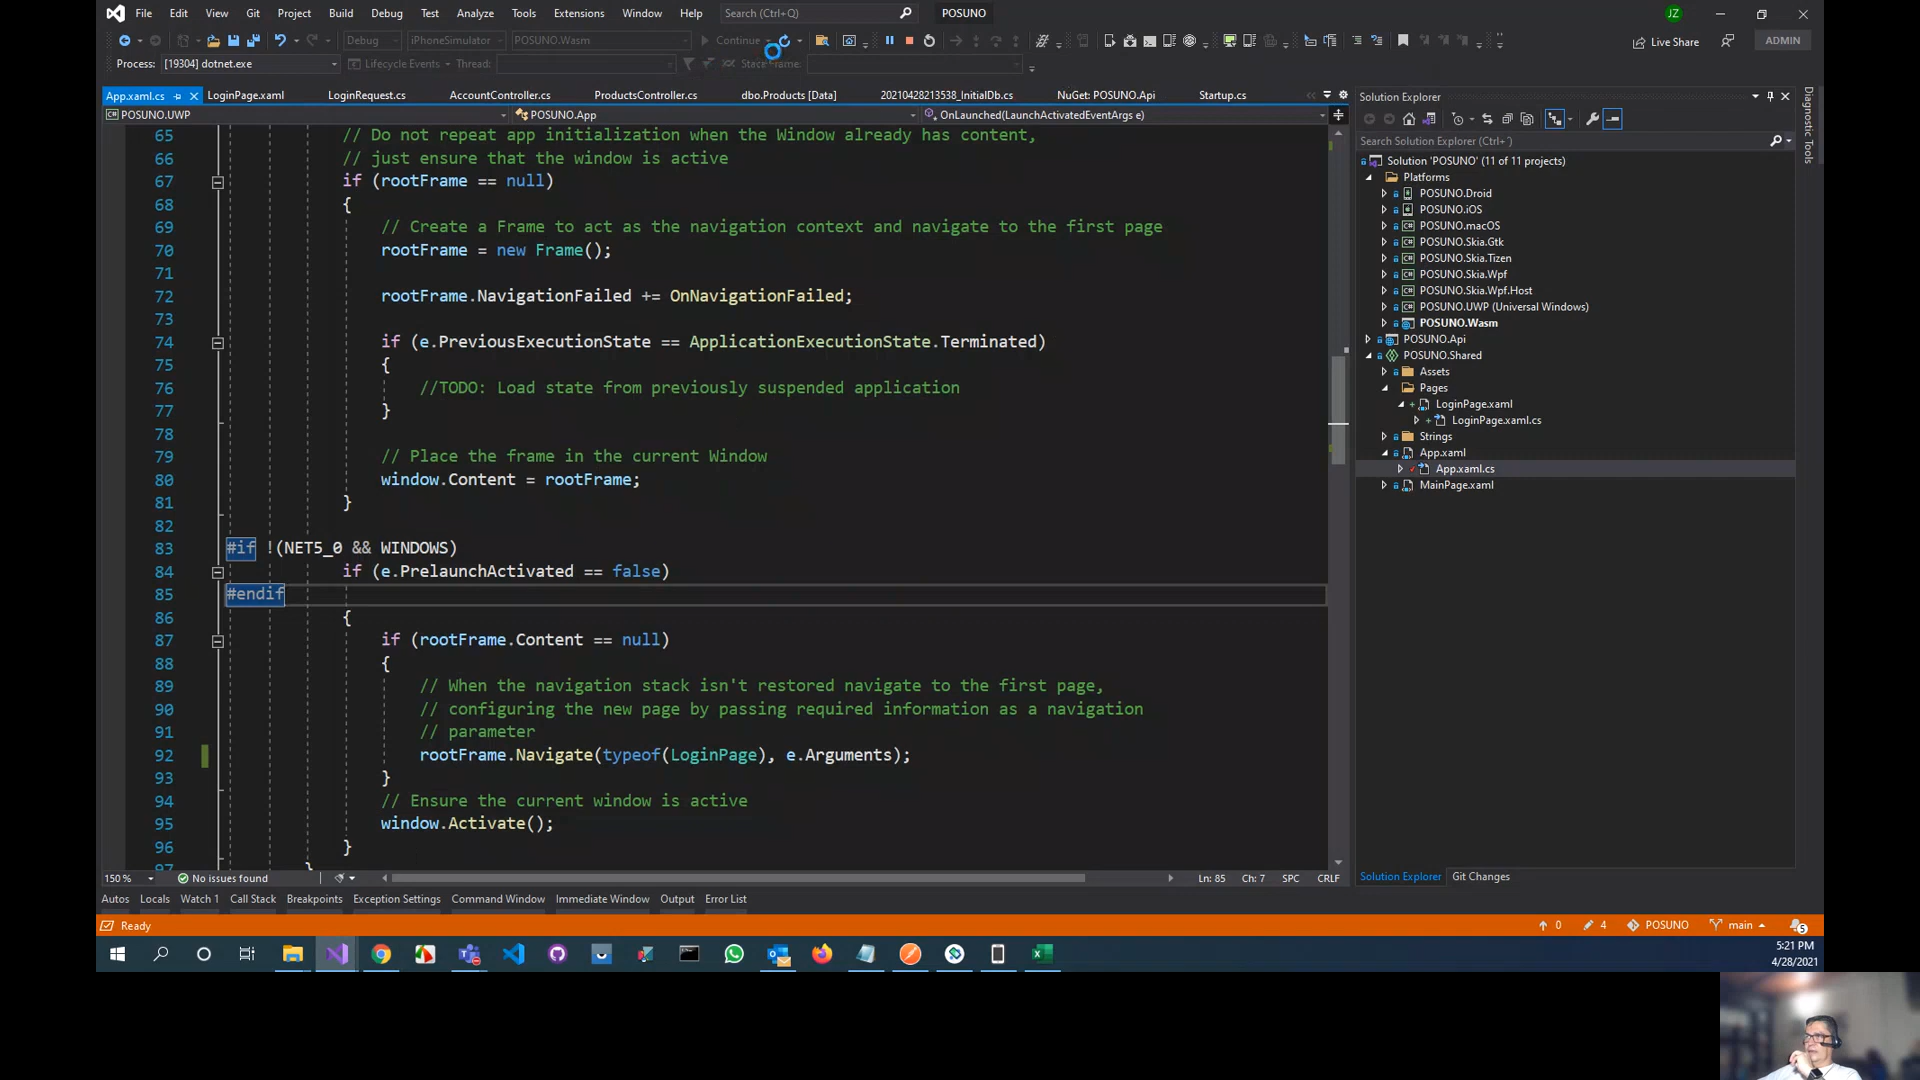 File Edit View Git Project Build Debug Test Analyze Tools Extensions Window Help Search (Ctrl+Q) POSUNO JZ
Debug iPhoneSimulator POSUNO.Wasm Continue Live Share ADMIN
Process: [19304] dotnet.exe Lifecycle Events Thread: Stack Frame:
App.xaml.cs LoginPage.xaml LoginRequest.cs AccountController.cs ProductsController.cs dbo.Products [Data] 20210428213538_InitialDb.cs NuGet: POSUNO.Api Startup.cs
POSUNO.UWP POSUNO.App OnLaunched(LaunchActivatedEventArgs e)
65 // Do not repeat app initialization when the Window already has content,
66 // just ensure that the window is active
67 if (rootFrame == null)
68 {
69 // Create a Frame to act as the navigation context and navigate to the first page
70 rootFrame = new Frame();
71
72 rootFrame.NavigationFailed += OnNavigationFailed;
73
74 if (e.PreviousExecutionState == ApplicationExecutionState.Terminated)
75 {
76 //TODO: Load state from previously suspended application
77 }
78
79 // Place the frame in the current Window
80 window.Content = rootFrame;
81 }
82
83 #if !(NET5_0 && WINDOWS)
84 if (e.PrelaunchActivated == false)
85 #endif
86 {
87 if (rootFrame.Content == null)
88 {
89 // When the navigation stack isn't restored navigate to the first page,
90 // configuring the new page by passing required information as a navigation
91 // parameter
92 rootFrame.Navigate(typeof(LoginPage), e.Arguments);
93 }
94 // Ensure the current window is active
95 window.Activate();
96 }
97 }
150 % No issues found Ln: 85 Ch: 7 SPC CRLF
Autos Locals Watch 1 Call Stack Breakpoints Exception Settings Command Window Immediate Window Output Error List
Solution Explorer
Search Solution Explorer (Ctrl+¨)
Solution 'POSUNO' (11 of 11 projects)
Platforms
POSUNO.Droid
POSUNO.iOS
POSUNO.macOS
POSUNO.Skia.Gtk
POSUNO.Skia.Tizen
POSUNO.Skia.Wpf
POSUNO.Skia.Wpf.Host
POSUNO.UWP (Universal Windows)
POSUNO.Wasm
POSUNO.Api
POSUNO.Shared
Assets
Pages
LoginPage.xaml
LoginPage.xaml.cs
Strings
App.xaml
App.xaml.cs
MainPage.xaml
Solution Explorer Git Changes
Diagnostic Tools
Ready 0 4 POSUNO main 5
5:21 PM
4/28/2021